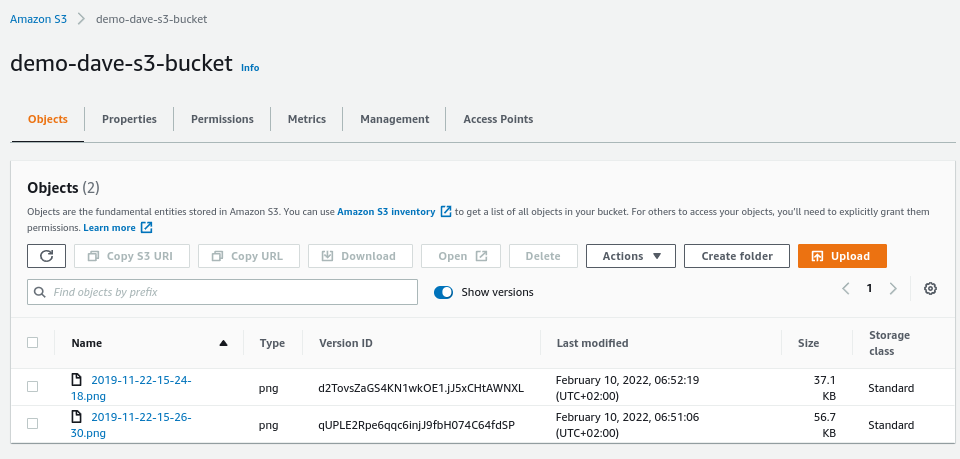 Amazon S3 > demo-dave-s3-bucket
demo-dave-s3-bucket Info
Objects Properties Permissions Metrics Management Access Points
Objects (2)
Objects are the fundamental entities stored in Amazon S3. You can use Amazon S3 inventory to get a list of all objects in your bucket. For others to access your objects, you'll need to explicitly grant them
permissions. Learn more
Copy S3 URI Copy URL Download Open Delete Actions Create folder Upload
Find objects by prefix Show versions 1
Name Type Version ID Last modified Size Storage
class
2019-11-22-15-24- png d2TovsZaGS4KN1wkOE1.jJ5xCHtAWNXL February 10, 2022, 06:52:19 37.1 Standard
18.png (UTC+02:00) KB
2019-11-22-15-26- png qUPLE2Rpe6qqc6injJ9fbH074C64fdSP February 10, 2022, 06:51:06 56.7 Standard
30.png (UTC+02:00) KB